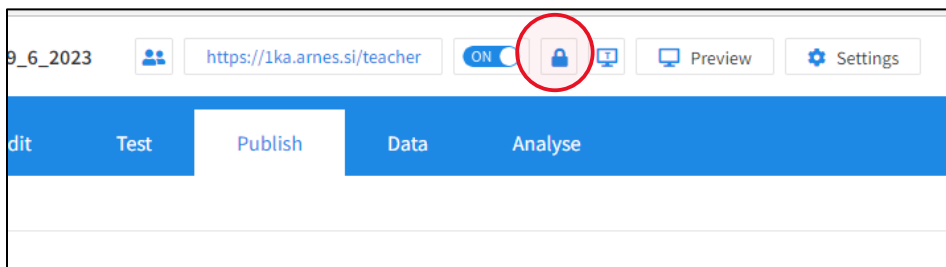 9_6_2023 https://1ka.arnes.si/teacher ON T Preview Settings
dit Test Publish Data Analyse